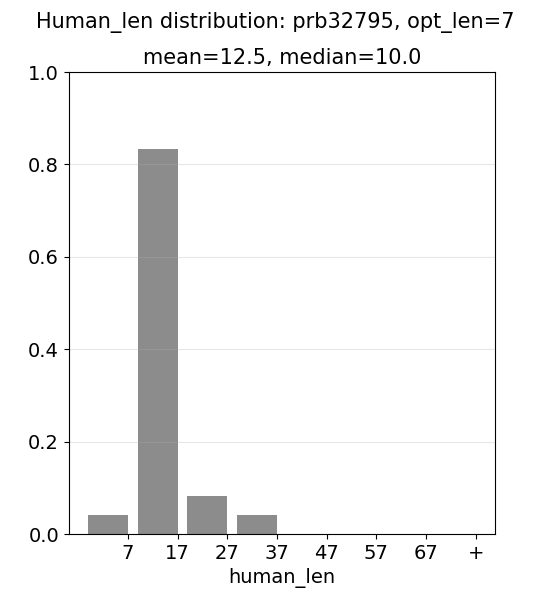 Human_len distribution: prb32795, opt_len=7
mean=12.5, median=10.0
1.0
0.8
0.6
0.4
0.2
0.0
7 17 27 37 47 57 67 +
human_len